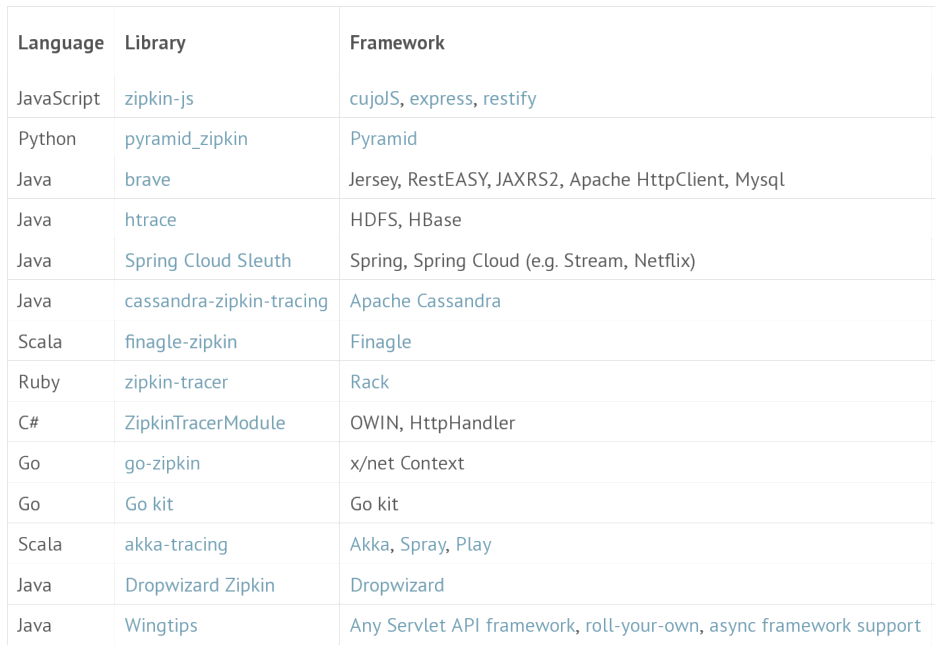 Language Library Framework
JavaScript zipkin-js cujoJS, express, restify
Python pyramid_zipkin Pyramid
Java brave Jersey, RestEASY, JAXRS2, Apache HttpClient, Mysql
Java htrace HDFS, HBase
Java Spring Cloud Sleuth Spring, Spring Cloud (e.g. Stream, Netflix)
Java cassandra-zipkin-tracing Apache Cassandra
Scala finagle-zipkin Finagle
Ruby zipkin-tracer Rack
C# ZipkinTracerModule OWIN, HttpHandler
Go go-zipkin x/net Context
Go Go kit Go kit
Scala akka-tracing Akka, Spray, Play
Java Dropwizard Zipkin Dropwizard
Java Wingtips Any Servlet API framework, roll-your-own, async framework support